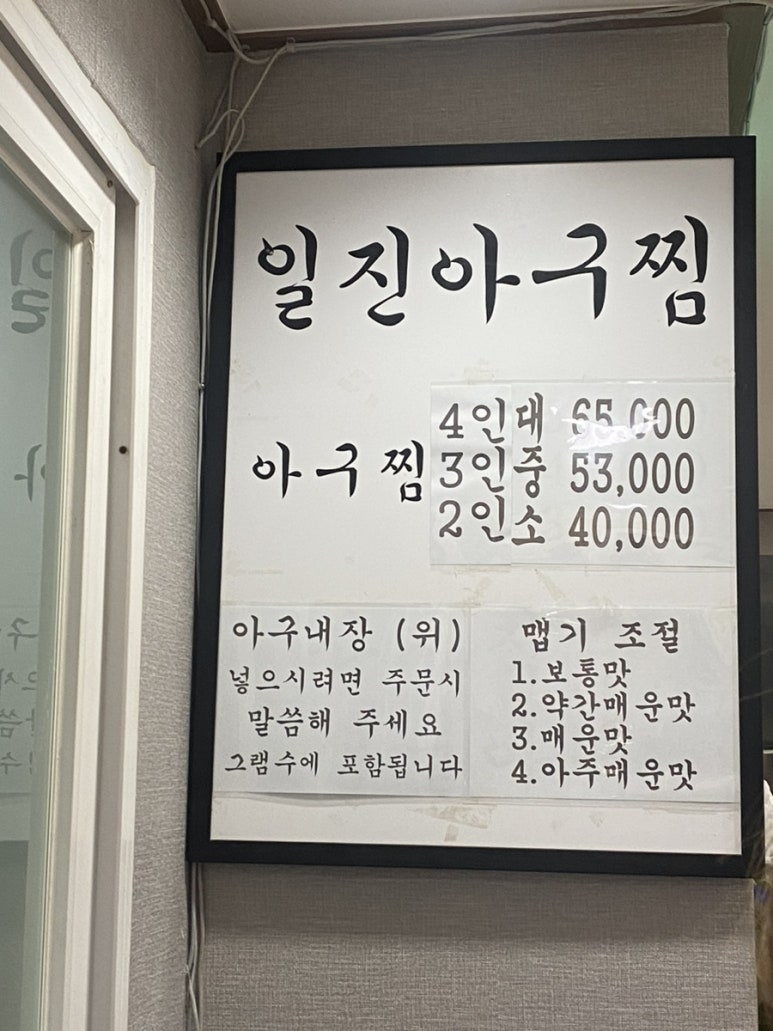 일진아구찜
아구찜
4인대 65,000
3인중 53,000
2인소 40,000
아구내장 (위)
넣으시려면 주문시
말씀해 주세요
그램수에 포함됩니다
맵기 조절
1.보통맛
2.약간매운맛
3.매운맛
4.아주매운맛